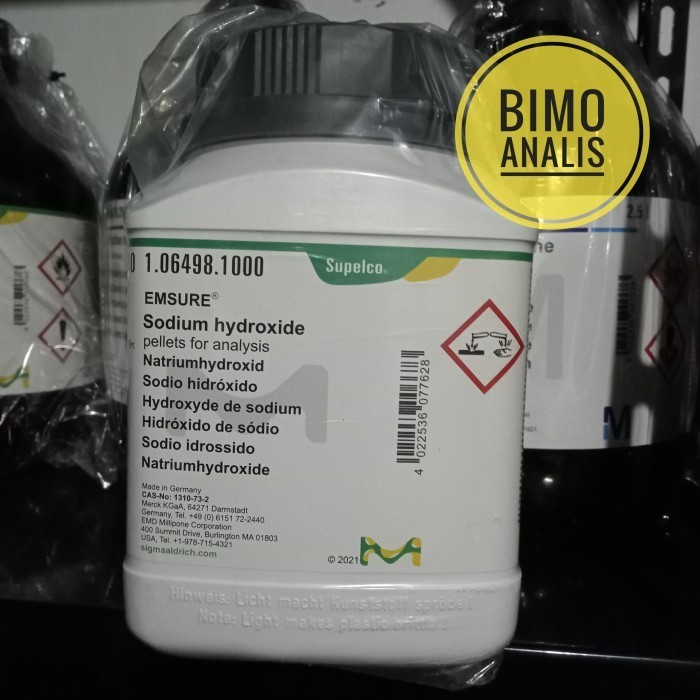 BIMO
ANALIS
1.06498.1000
Supelco®
EMSURE®
Sodium hydroxide
pellets for analysis
Natriumhydroxid
Sodio hidróxido
Hydroxyde de sodium
Hidróxido de sódio
Sodio idrossido
Natriumhydroxide
4 022536 077628
Made in Germany
CAS-No: 1310-73-2
Merck KGaA, 64271 Darmstadt
Germany, Tel. +49 (0) 6151 72-2440
EMD Millipore Corporation
400 Summit Drive, Burlington MA 01803
USA, Tel. +1-978-715-4321
sigmaaldrich.com
© 2021
M
Hinweis: Licht macht Kunststoff
Note: Light makes plastic
2.5
ne
M